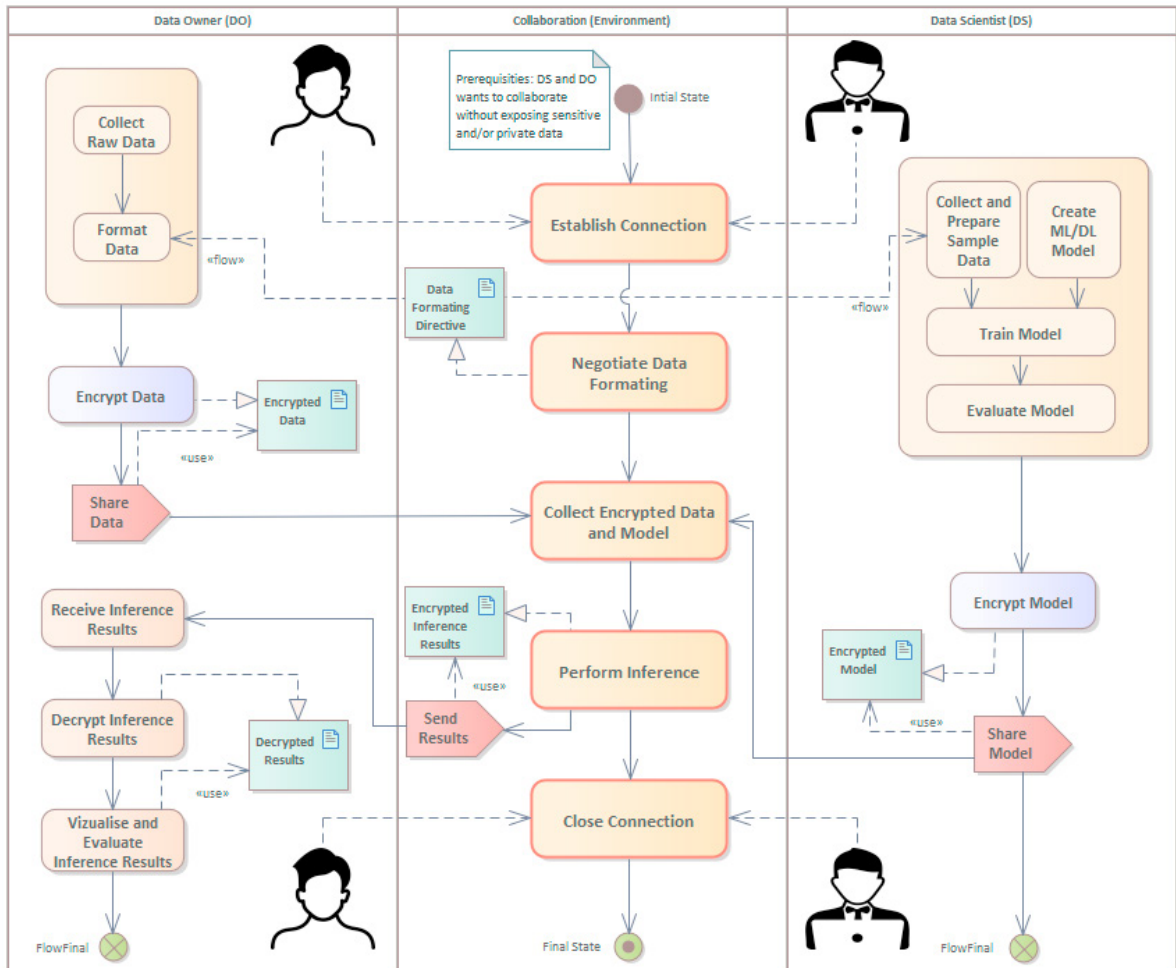 Data Owner (DO)
Collaboration (Environment)
Data Scientist (DS)
Prerequisities: DS and DO
wants to collaborate
without exposing sensitive
and/or private data
Intial State
Collect
Raw Data
Format
Data
«flow»
Establish Connection
Collect and
Prepare
Sample
Data
Create
ML/DL
Model
«flow»
Data
Formating
Directive
Train Model
Negotiate Data
Formating
Evaluate Model
Encrypt Data
Encrypted
Data
«use»
Share
Data
Collect Encrypted Data
and Model
Encrypt Model
Receive Inference
Results
Encrypted
Inference
Results
Perform Inference
Encrypted
Model
«use»
«use»
Send
Results
Share
Model
Decrypt Inference
Results
Decrypted
Results
«use»
Vizualise and
Evaluate
Inference Results
Close Connection
FlowFinal
Final State
FlowFinal